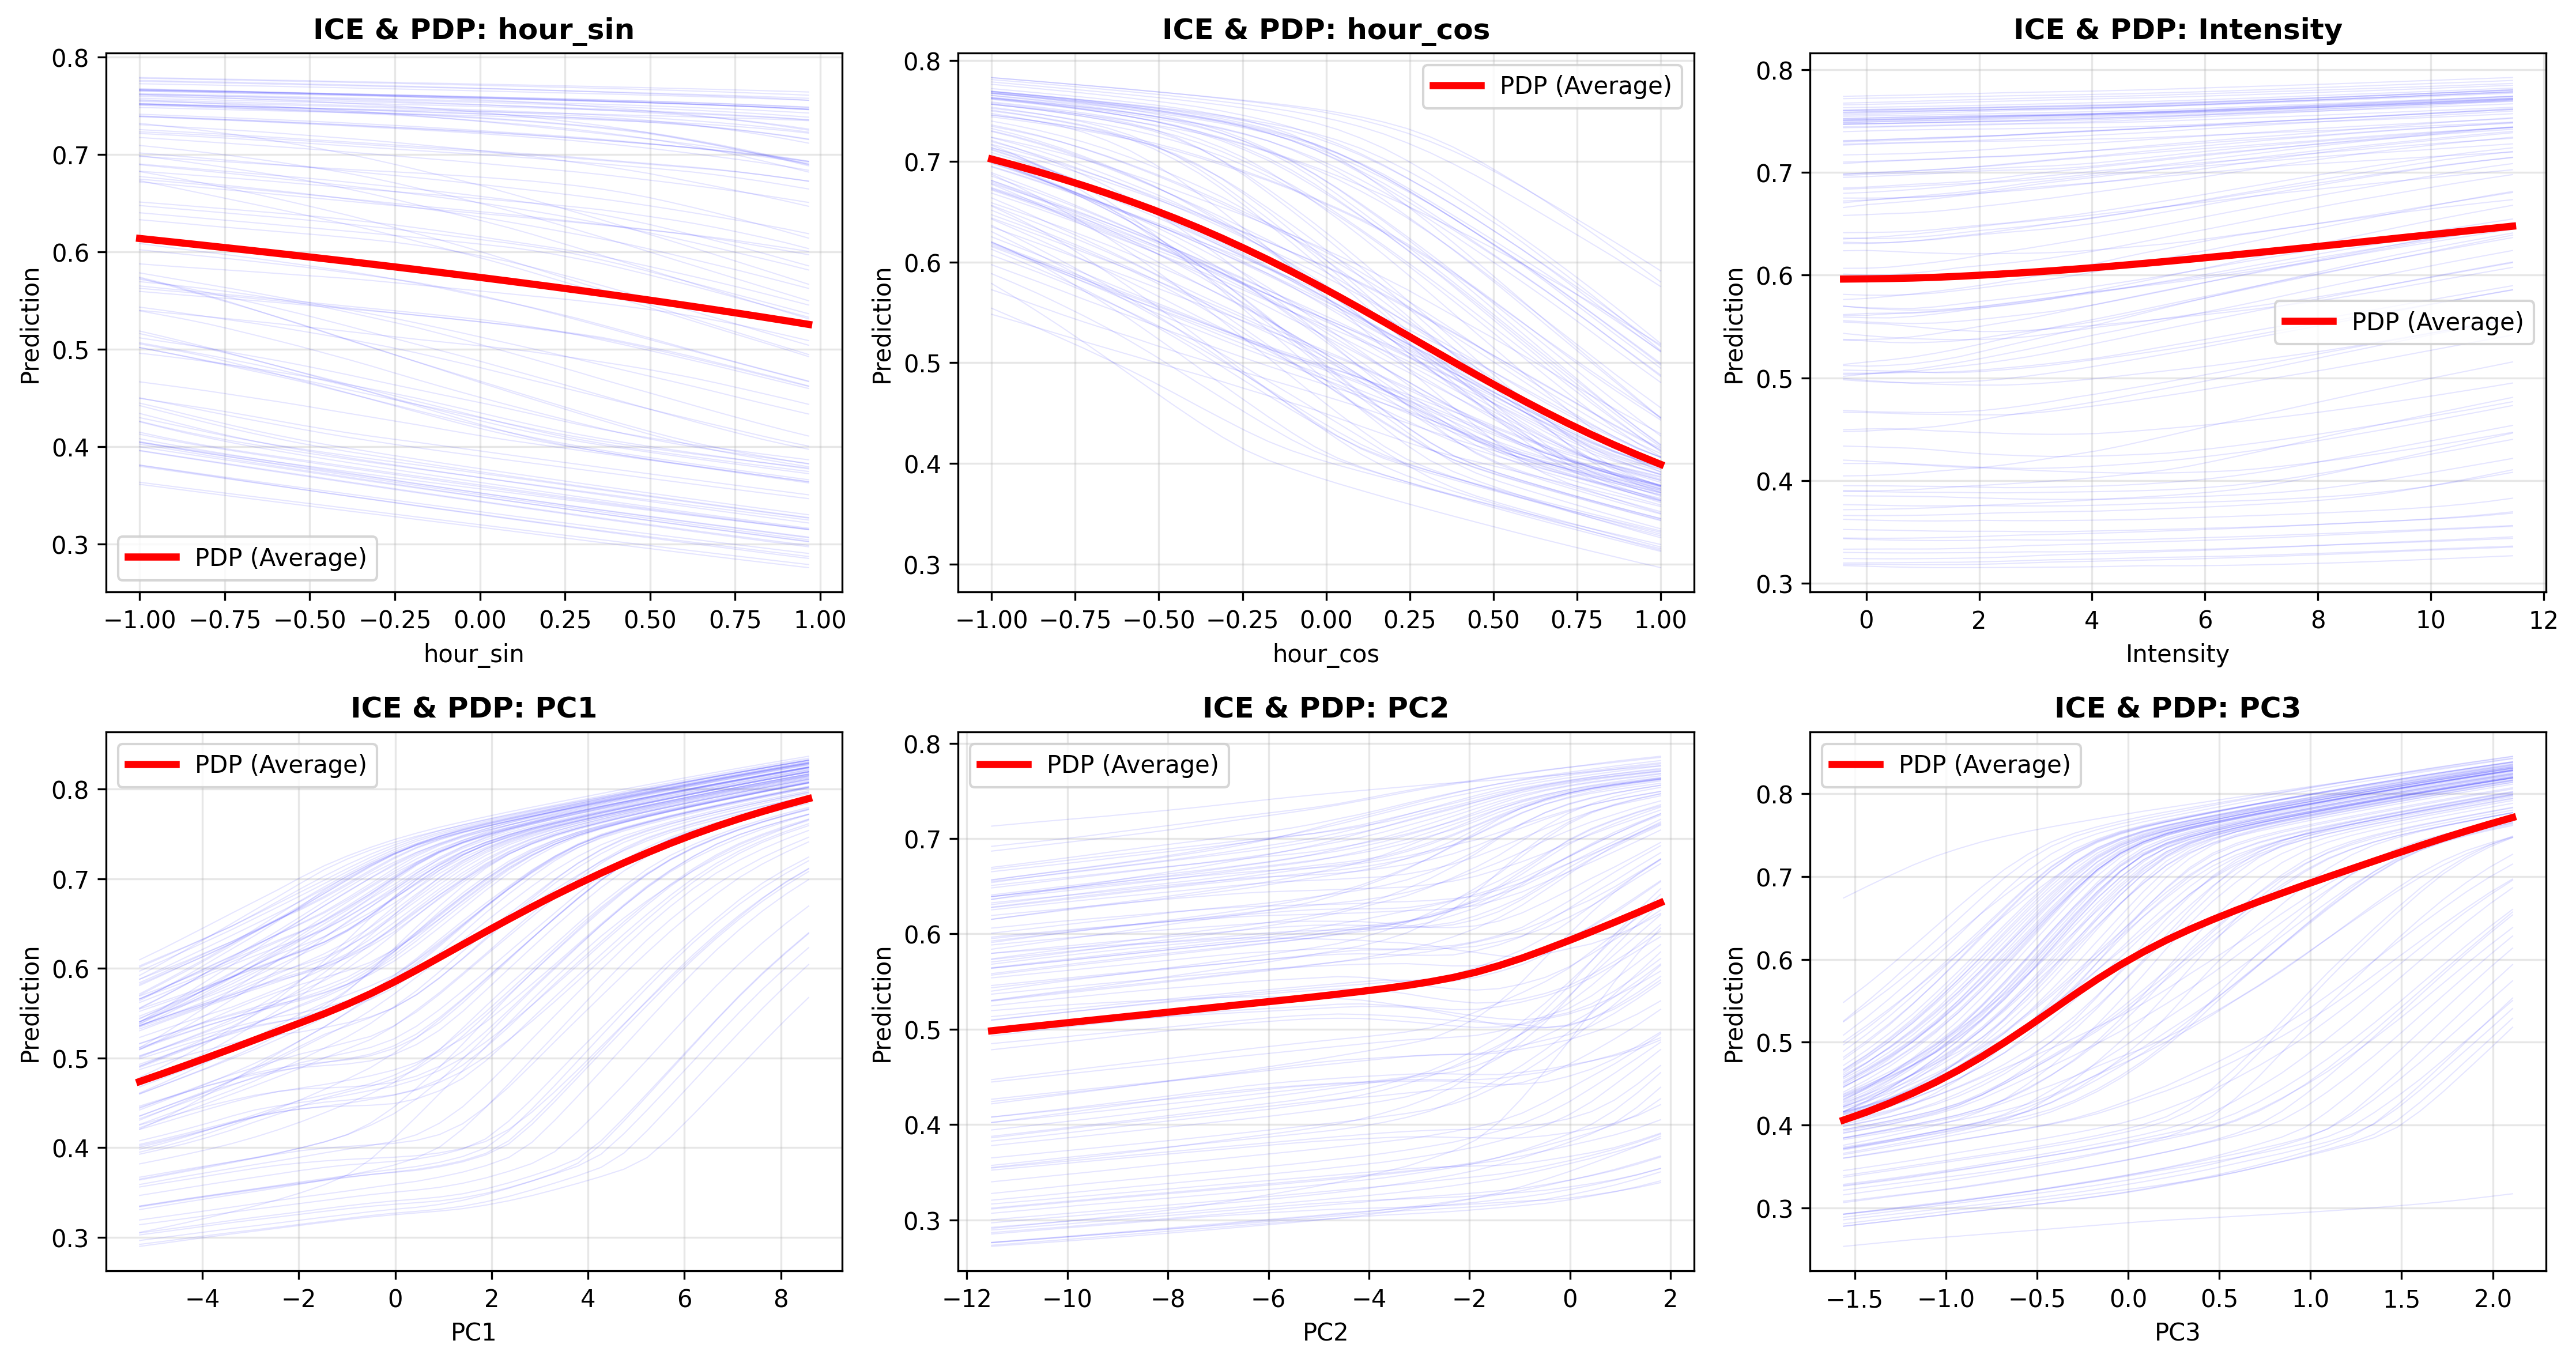 ICE & PDP: hour_sin
0.8
0.7
0.6
0.5
0.4
0.3
Prediction
PDP (Average)
−1.00 −0.75 −0.50 −0.25 0.00 0.25 0.50 0.75 1.00
hour_sin
ICE & PDP: hour_cos
PDP (Average)
0.8
0.7
0.6
0.5
0.4
0.3
Prediction
−1.00 −0.75 −0.50 −0.25 0.00 0.25 0.50 0.75 1.00
hour_cos
ICE & PDP: Intensity
0.8
0.7
0.6
0.5
0.4
0.3
Prediction
PDP (Average)
0 2 4 6 8 10 12
Intensity
ICE & PDP: PC1
PDP (Average)
0.8
0.7
0.6
0.5
0.4
0.3
Prediction
−4 −2 0 2 4 6 8
PC1
ICE & PDP: PC2
PDP (Average)
0.8
0.7
0.6
0.5
0.4
0.3
Prediction
−12 −10 −8 −6 −4 −2 0 2
PC2
ICE & PDP: PC3
PDP (Average)
0.8
0.7
0.6
0.5
0.4
0.3
Prediction
−1.5 −1.0 −0.5 0.0 0.5 1.0 1.5 2.0
PC3